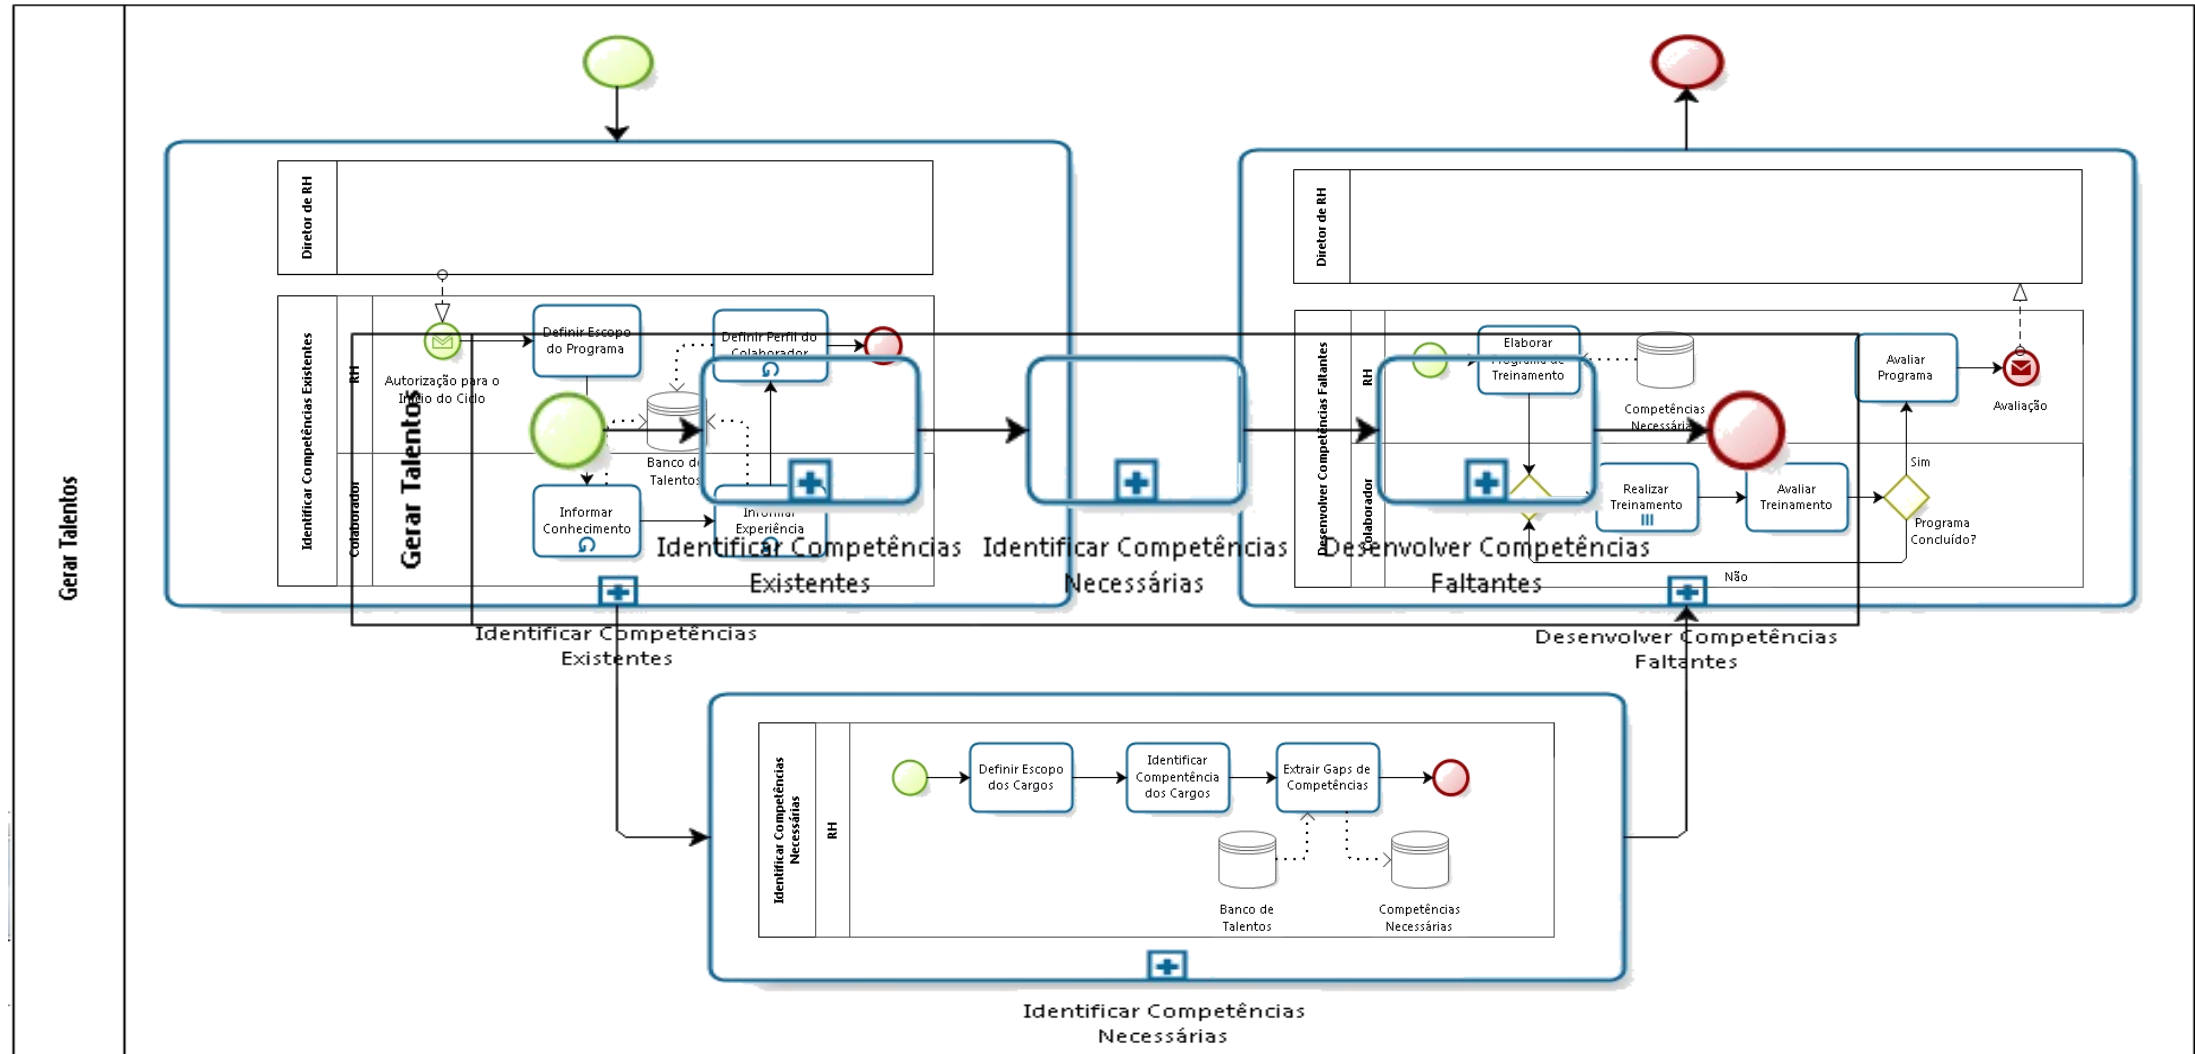 Gerar Talentos
Diretor de RH
Identificar Competências Existentes
RH
Colaborador
Autorização para o
Início do Ciclo
Definir Escopo
do Programa
Definir Perfil do
Colaborador
Banco de
Talentos
Informar
Conhecimento
Informar
Experiência
Identificar Competências
Existentes
Gerar Talentos
Identificar Competências
Existentes
Identificar Competências
Necessárias
Desenvolver Competências
Faltantes
Diretor de RH
Desenvolver Competências Faltantes
RH
Colaborador
Elaborar
Programa de
Treinamento
Competências
Necessárias
Avaliar
Programa
Avaliação
Realizar
Treinamento
Avaliar
Treinamento
Sim
Programa
Concluído?
Não
Desenvolver Competências
Faltantes
Identificar Competências
Necessárias
RH
Definir Escopo
dos Cargos
Identificar
Compentência
dos Cargos
Extrair Gaps de
Competências
Banco de
Talentos
Competências
Necessárias
Identificar Competências
Necessárias